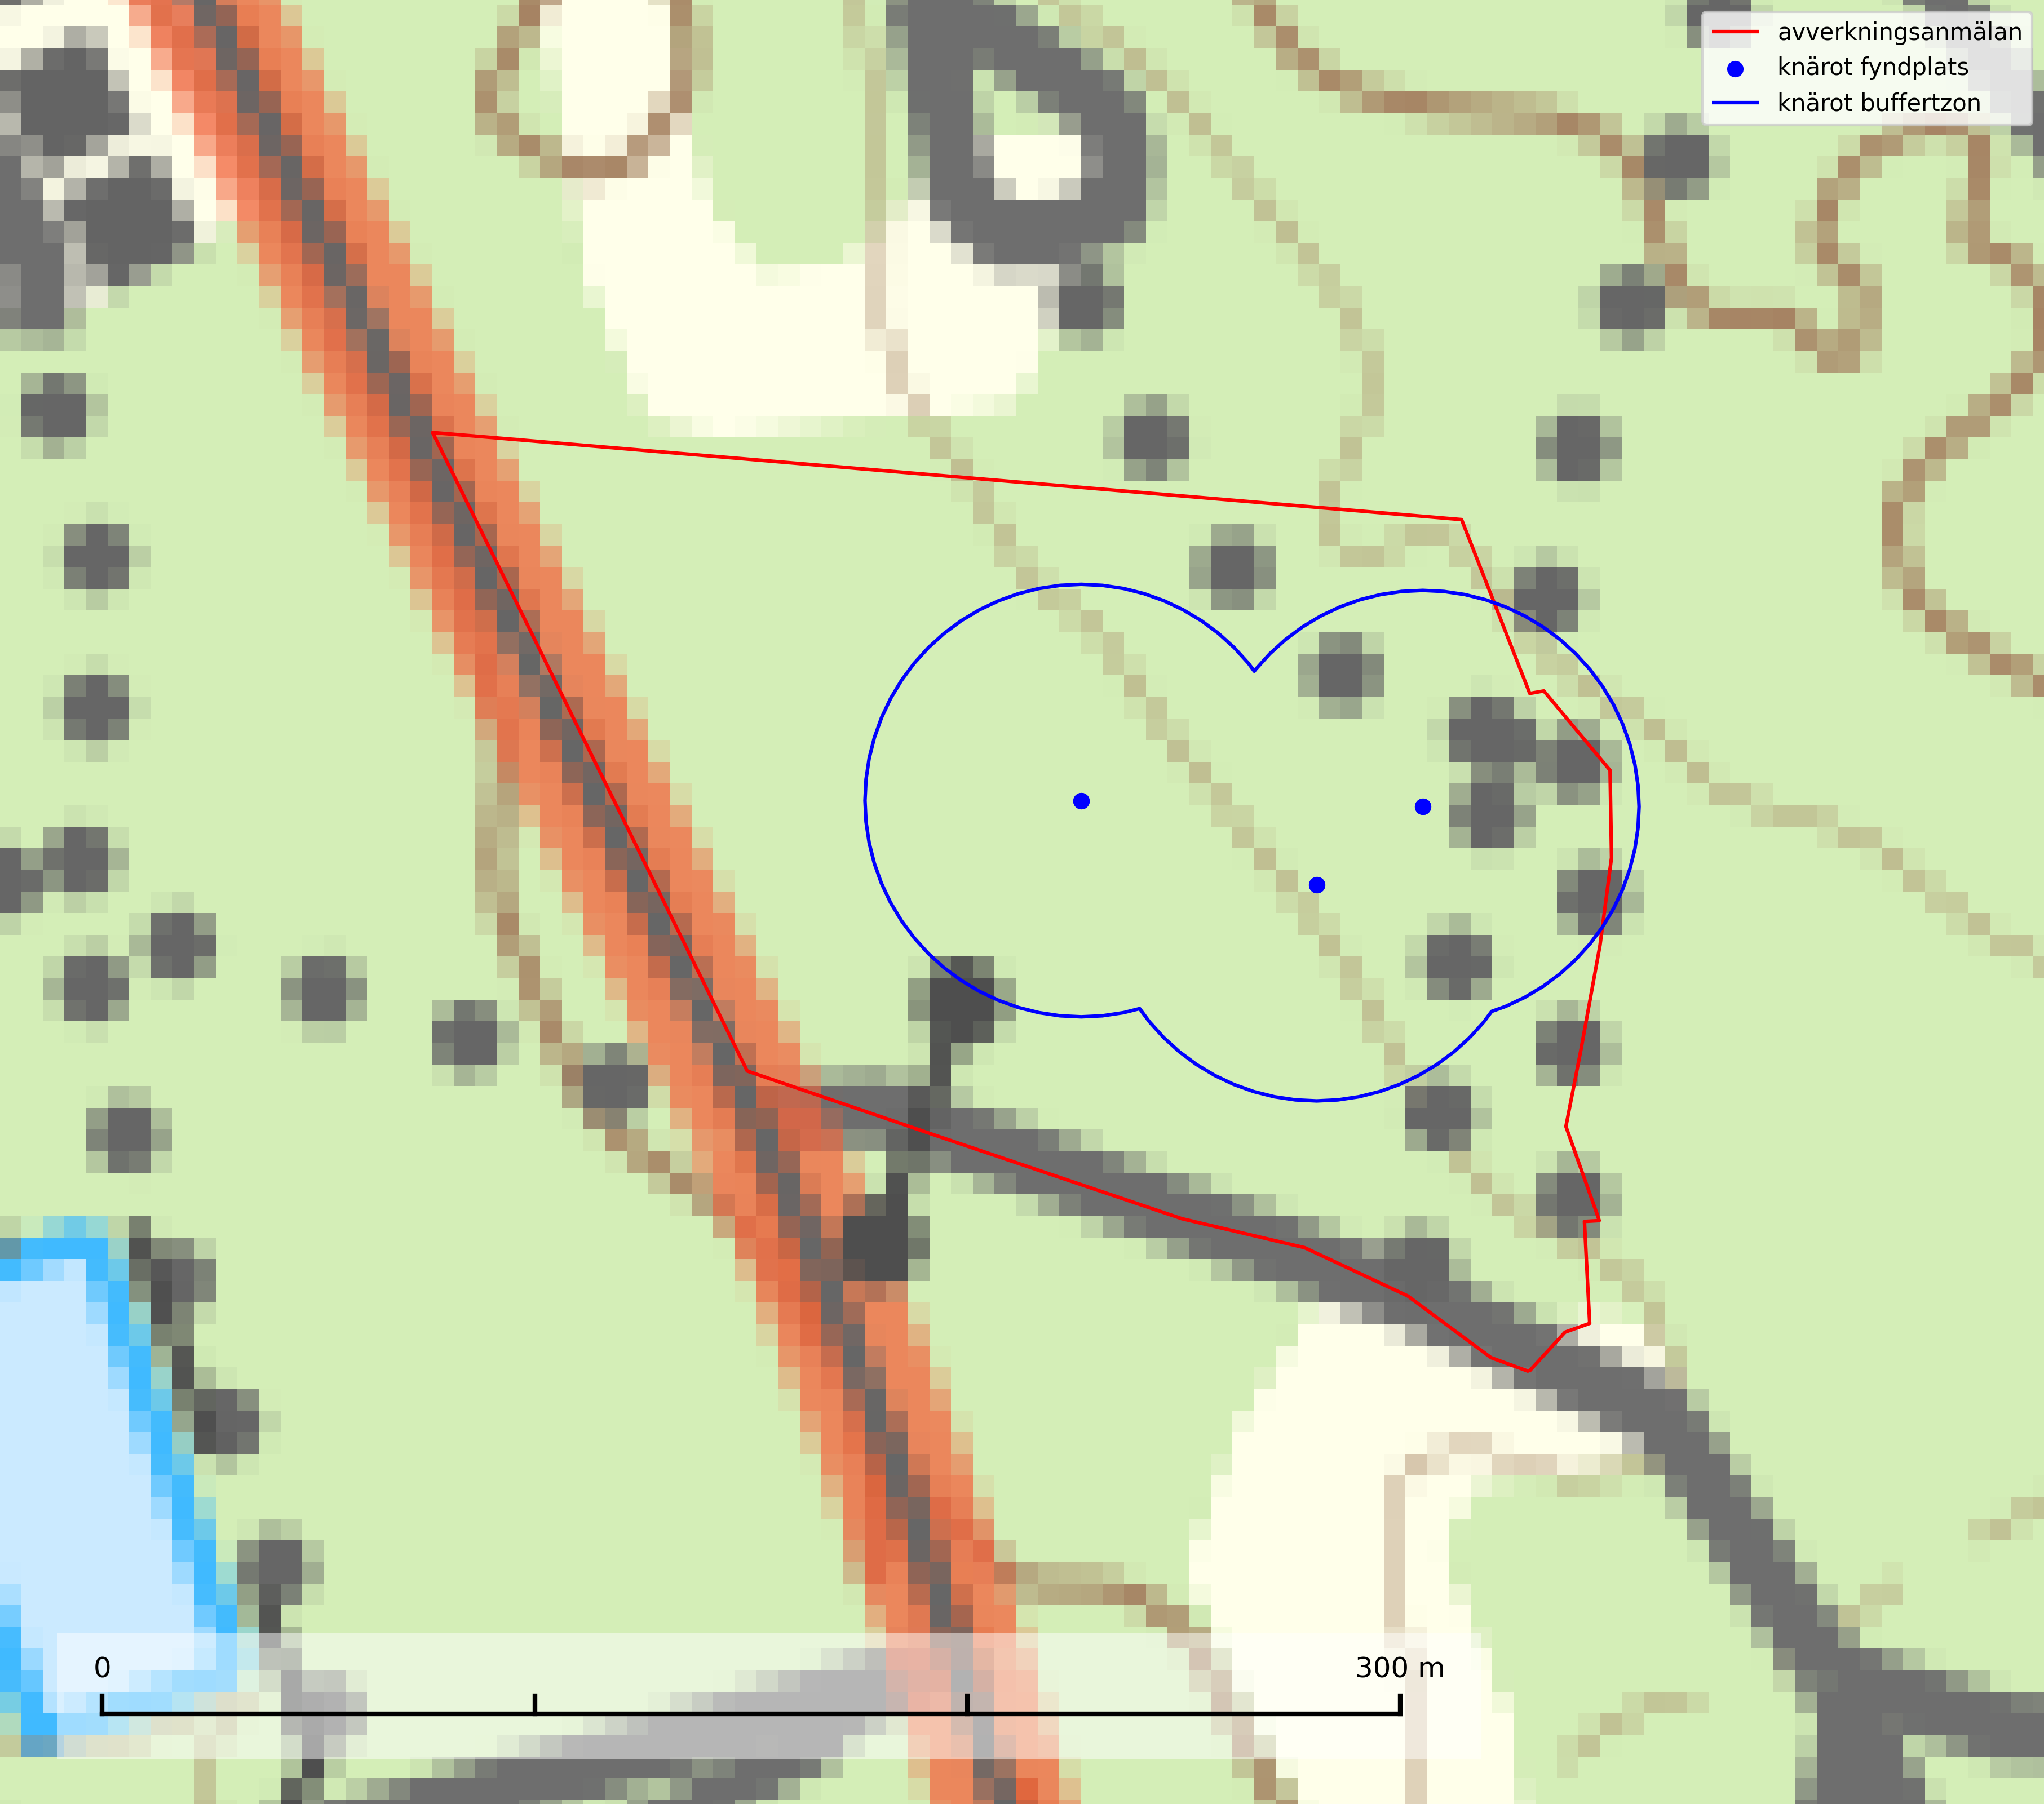 avverkningsanmälan
knärot fyndplats
knärot buffertzon
0 300 m